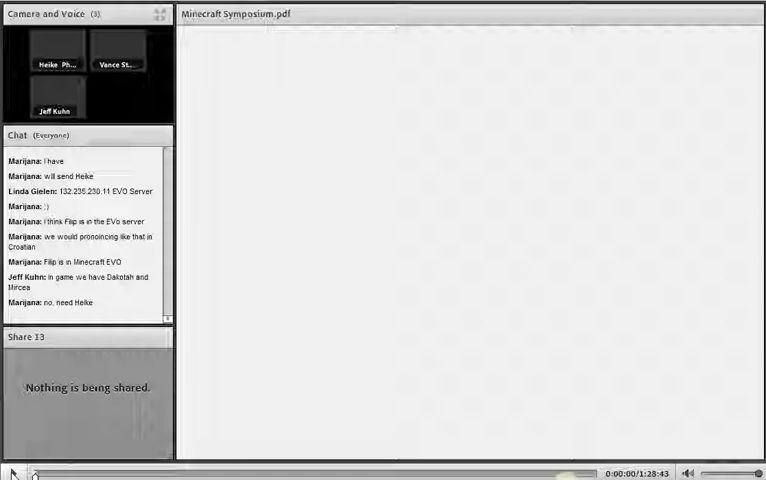 Camera and Voice (3)
Minecraft Symposium.pdf
Heike Ph...
Vance St...
Jeff Kuhn
Chat (Everyone)
Marijana: I have
Marijana: will send Heike
Linda Gielen: 132.235.230.11 EVO Server
Marijana: :)
Marijana: I think Filip is in the EVo server
Marijana: we would pronoincing like that in
Croatian
Marijana: Filip is in Minecraft EVO
Jeff Kuhn: In game we have Dakotah and
Mircea
Marijana: no, need Heike
Share 13
Nothing is being shared.
0:00:00/1:28:43